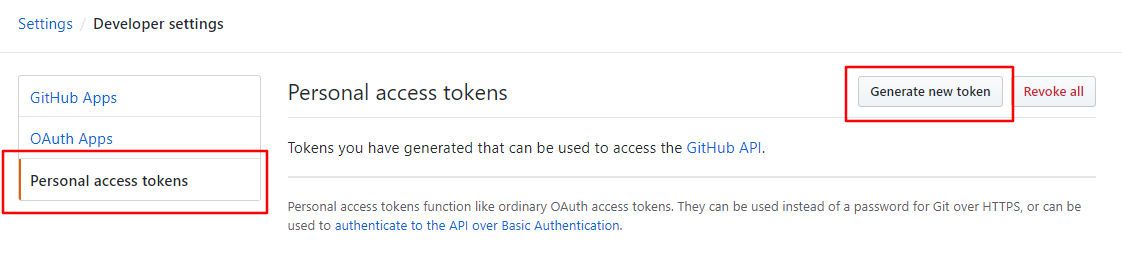 Settings / Developer settings
GitHub Apps
OAuth Apps
Personal access tokens
Personal access tokens
Generate new token
Revoke all
Tokens you have generated that can be used to access the GitHub API.
Personal access tokens function like ordinary OAuth access tokens. They can be used instead of a password for Git over HTTPS, or can be
used to authenticate to the API over Basic Authentication.